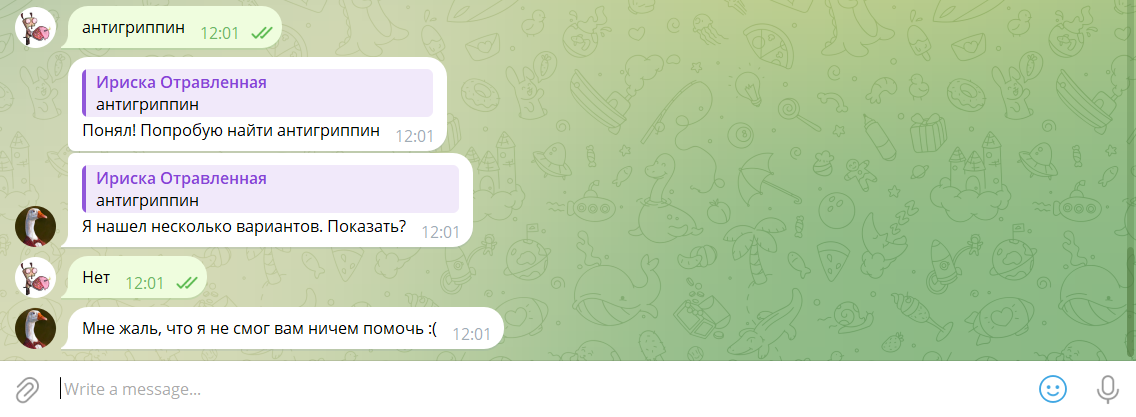 антигриппин 12:01
Ириска Отравленная
антигриппин
Понял! Попробую найти антигриппин 12:01
Ириска Отравленная
антигриппин
Я нашел несколько вариантов. Показать? 12:01
Нет 12:01
Мне жаль, что я не смог вам ничем помочь :( 12:01
Write a message...